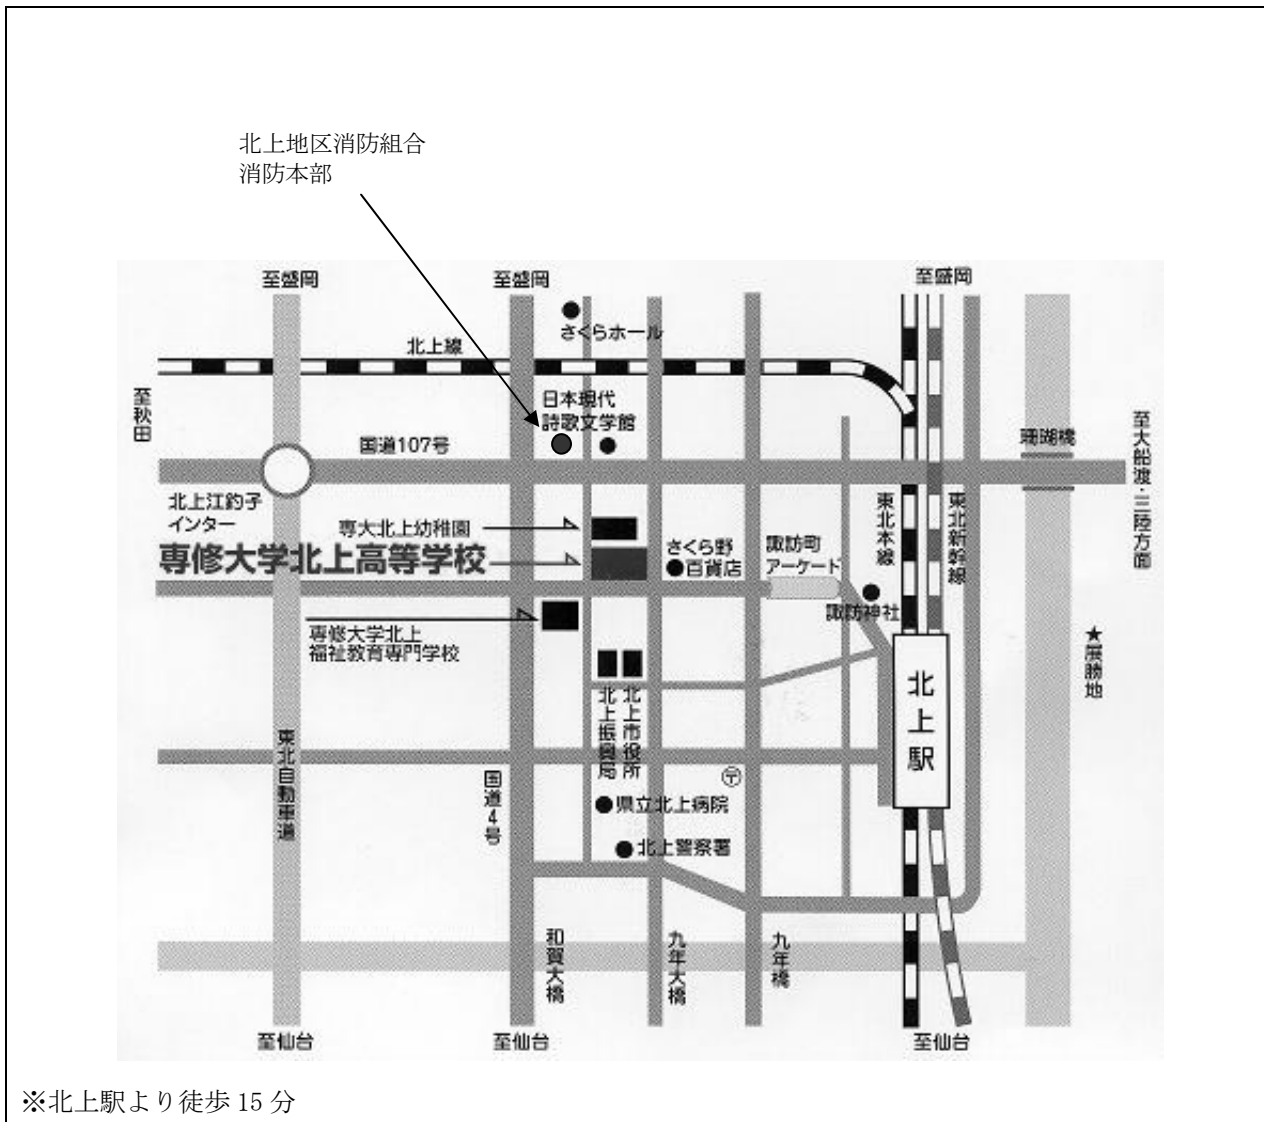 北上地区消防組合
消防本部
至盛岡
至盛岡
至盛岡
さくらホール
北上線
至秋田
日本現代
詩歌文学館
国道107号
珊瑚橋
至大船渡・三陸方面
北上江釣子
インター
専大北上幼稚園
専修大学北上高等学校
さくら野
百貨店
諏訪町
アーケード
東北本線
東北新幹線
諏訪神社
専修大学北上
福祉教育専門学校
★展勝地
北上駅
北上振興局
北上市役所
東北自動車道
国道4号
〒
県立北上病院
北上警察署
和賀大橋
九年大橋
九年橋
至仙台
至仙台
至仙台
※北上駅より徒歩 15 分